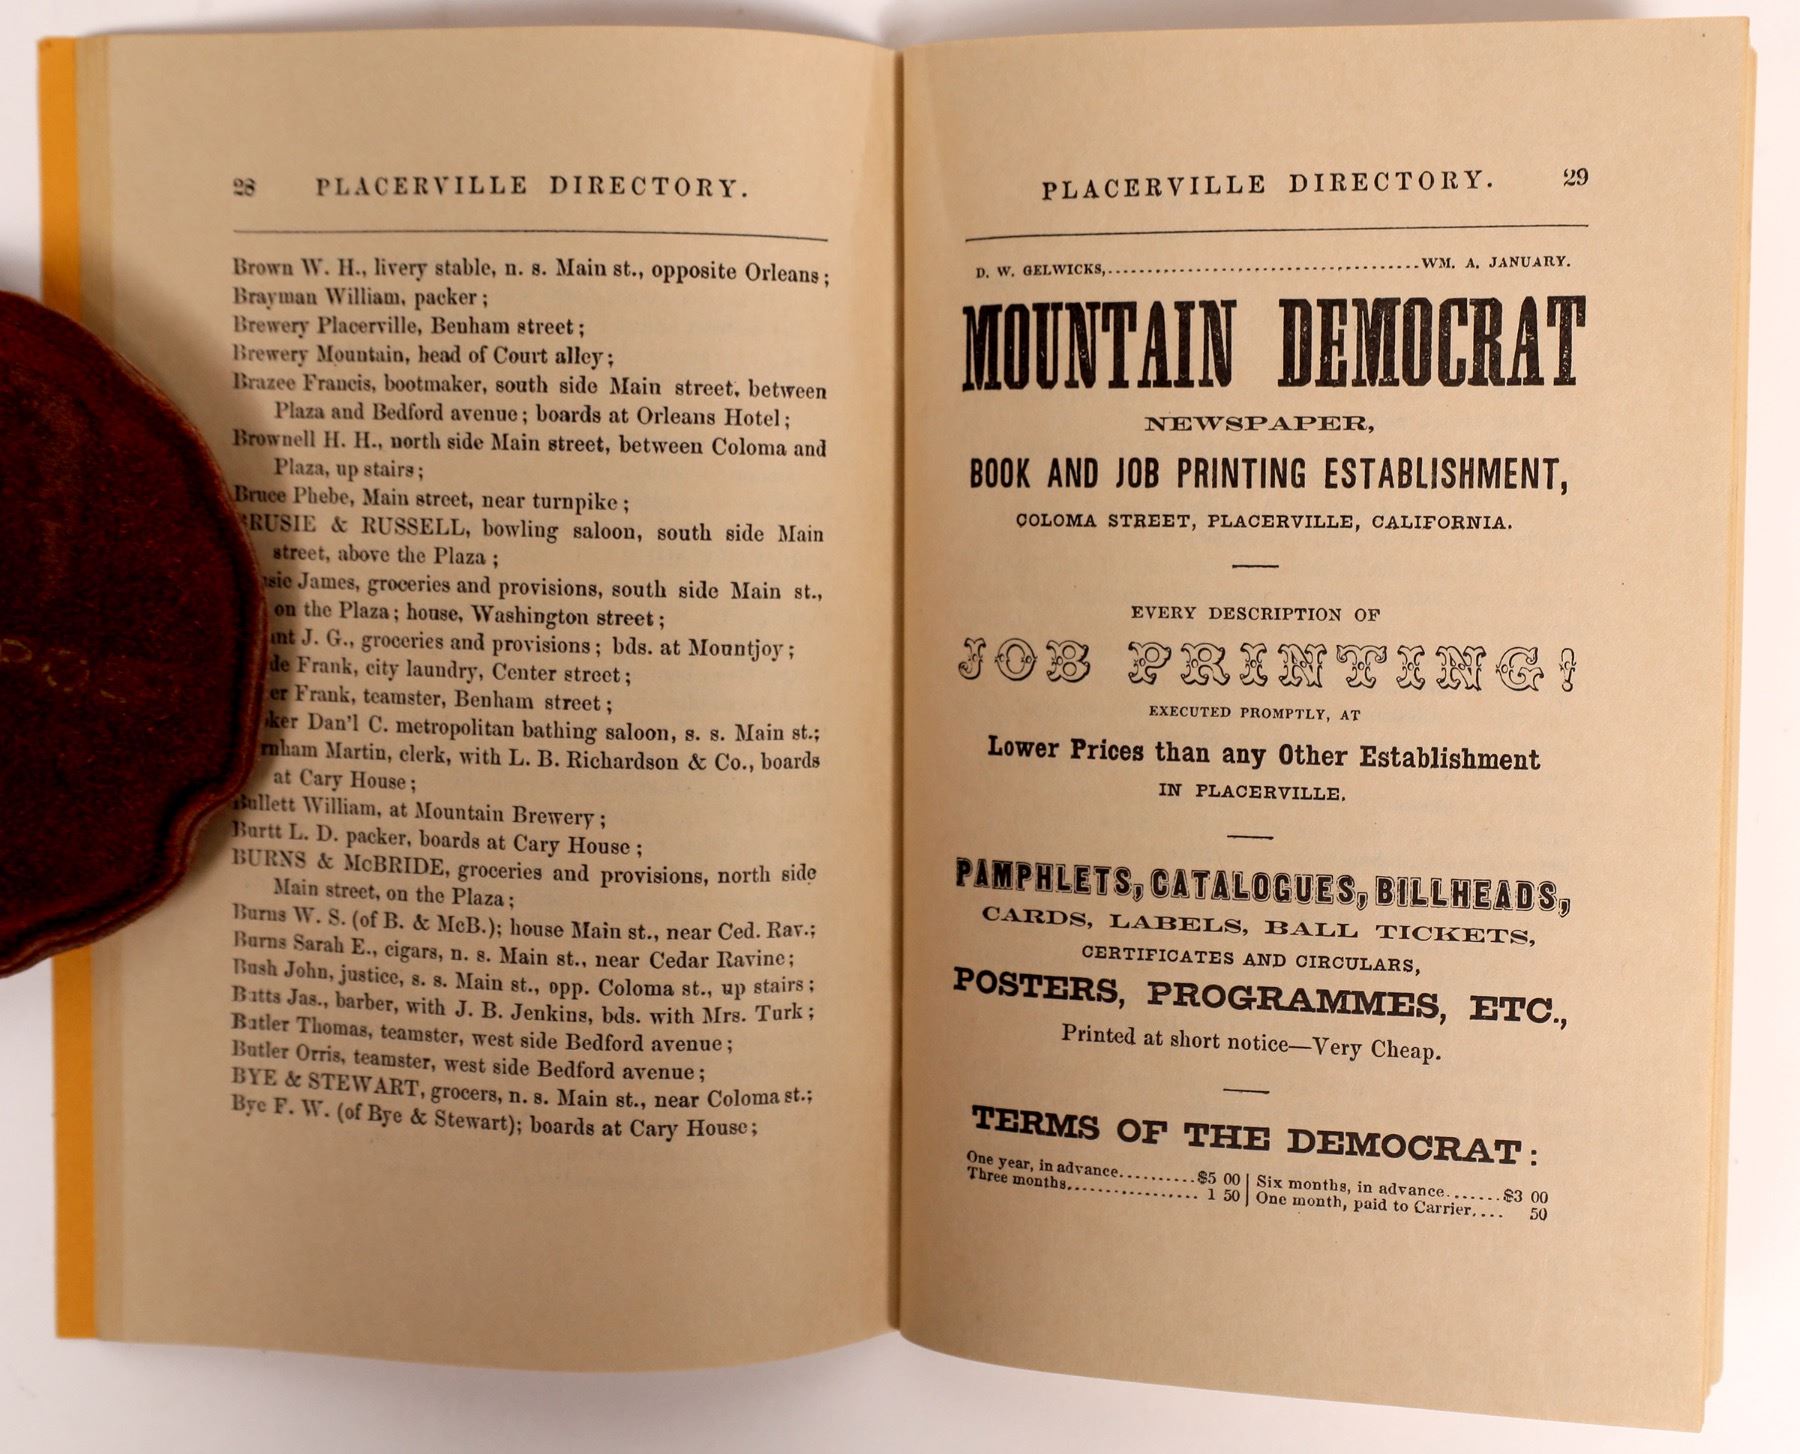 28 PLACERVILLE DIRECTORY.
Brown W. H., livery stable, n. s. Main st., opposite Orleans;
Brayman William, packer;
Brewery Placerville, Benham street;
Brewery Mountain, head of Court alley;
Brazee Francis, bootmaker, south side Main street, between
Plaza and Bedford avenue; boards at Orleans Hotel;
Brownell H. H., north side Main street, between Coloma and
Plaza, up stairs;
Bruce Phebe, Main street, near turnpike;
BRUSIE & RUSSELL, bowling saloon, south side Main
street, above the Plaza;
James, groceries and provisions, south side Main st.,
on the Plaza; house, Washington street;
J. G., groceries and provisions; bds. at Mountjoy;
Frank, city laundry, Center street;
Frank, teamster, Benham street;
Dan'l C. metropolitan bathing saloon, s. s. Main st.;
Martin, clerk, with L. B. Richardson & Co., boards
at Cary House;
Bullett William, at Mountain Brewery;
Burtt L. D. packer, boards at Cary House;
BURNS & McBRIDE, groceries and provisions, north side
Main street, on the Plaza;
Burns W. S. (of B. & McB.); house Main st., near Ced. Rav.;
Burns Sarah E., cigars, n. s. Main st., near Cedar Ravine;
Bush John, justice, s. s. Main st., opp. Coloma st., up stairs;
Butts Jas., barber, with J. B. Jenkins, bds. with Mrs. Turk;
Butler Thomas, teamster, west side Bedford avenue;
Butler Orris, teamster, west side Bedford avenue;
BYE & STEWART, grocers, n. s. Main st., near Coloma st.;
Bye F. W. (of Bye & Stewart); boards at Cary House;
PLACERVILLE DIRECTORY. 29
D. W. GELWICKS,........................................WM. A. JANUARY.
MOUNTAIN DEMOCRAT
NEWSPAPER,
BOOK AND JOB PRINTING ESTABLISHMENT,
COLOMA STREET, PLACERVILLE, CALIFORNIA.
EVERY DESCRIPTION OF
JOB PRINTING!
EXECUTED PROMPTLY, AT
Lower Prices than any Other Establishment
IN PLACERVILLE.
PAMPHLETS, CATALOGUES, BILLHEADS,
CARDS, LABELS, BALL TICKETS,
CERTIFICATES AND CIRCULARS,
POSTERS, PROGRAMMES, ETC.,
Printed at short notice—Very Cheap.
TERMS OF THE DEMOCRAT:
One year, in advance..........$5 00 | Six months, in advance.......$3 00
Three months,.................. 1 50 | One month, paid to Carrier,... 50